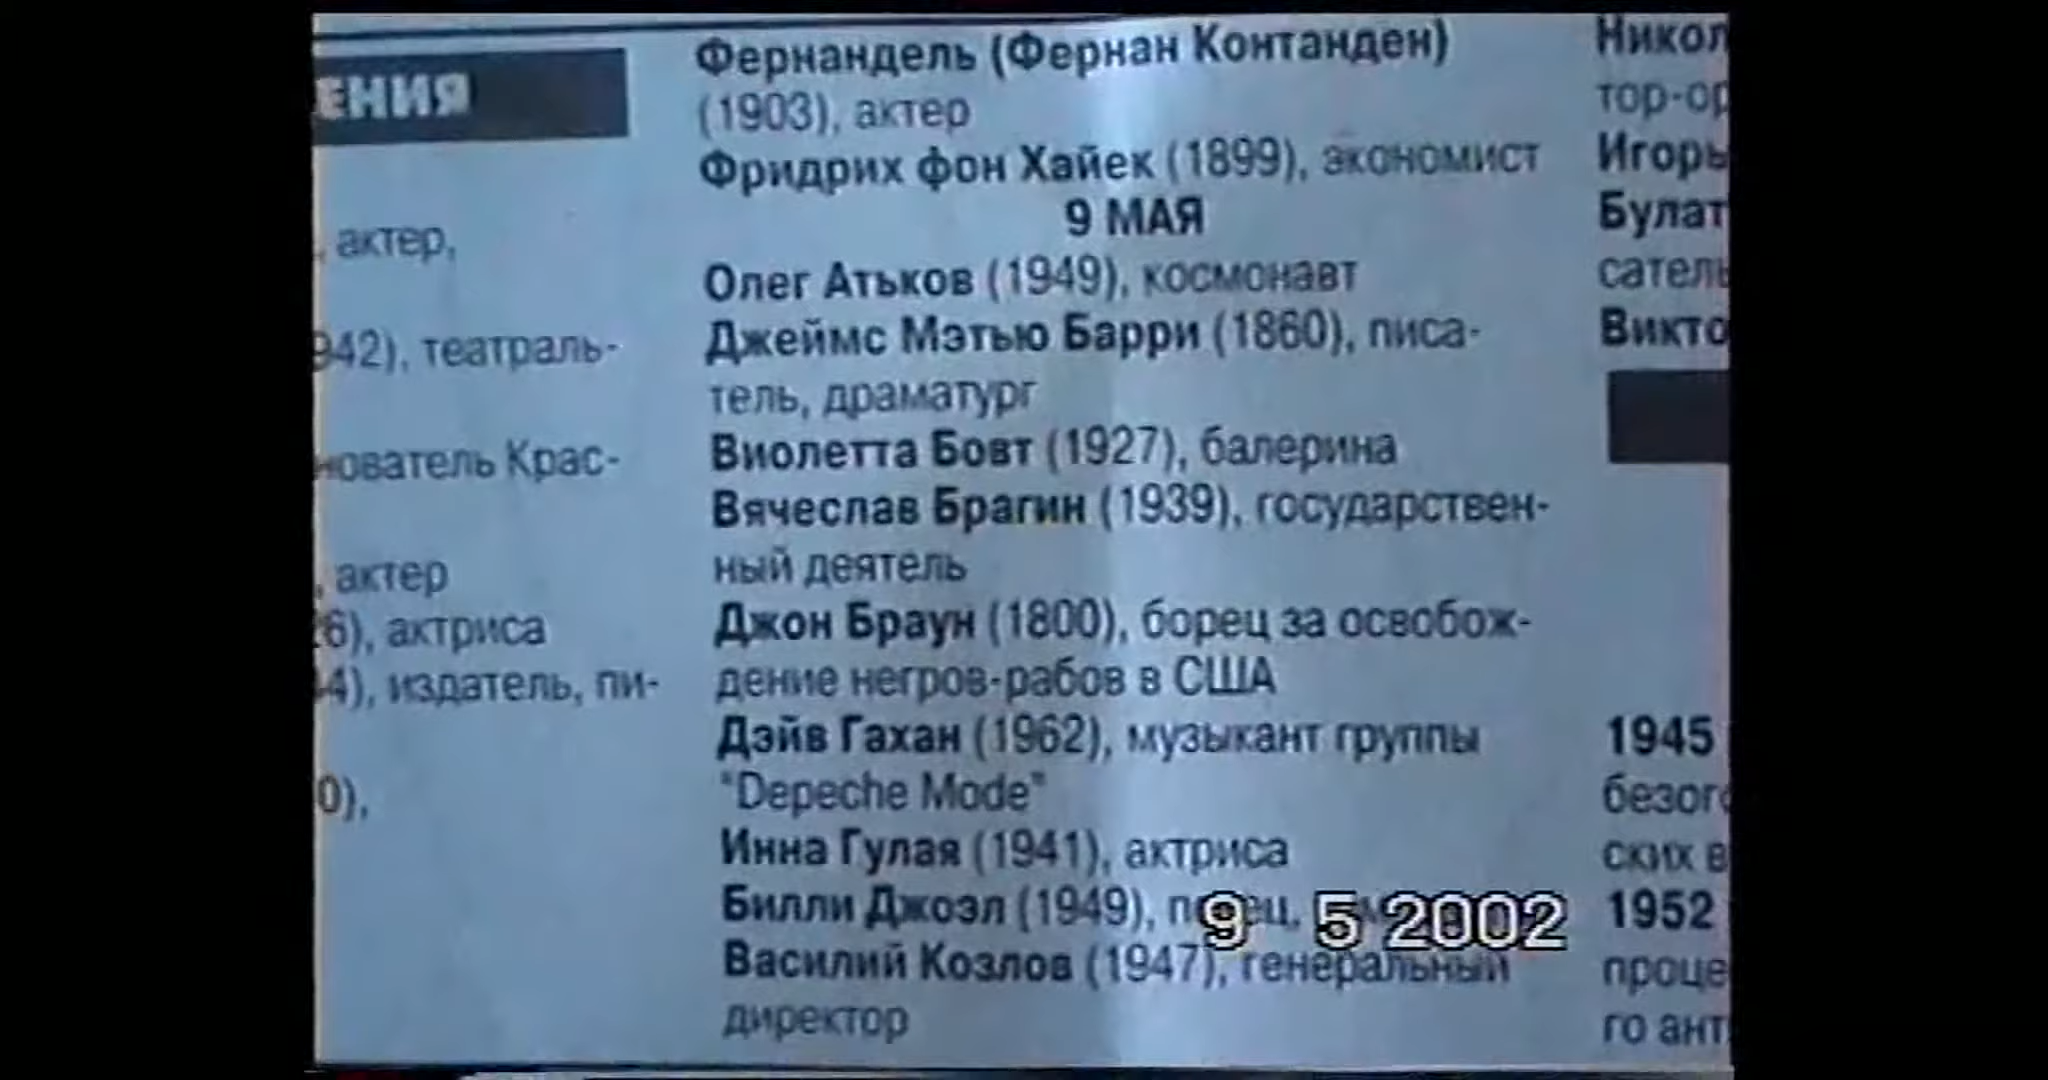 ЕНИЯ
, актер,
942), театраль-
нователь Крас-
, актер
26), актриса
4), издатель, пи-
0),
Фернандель (Фернан Контанден)
(1903), актер
Фридрих фон Хайек (1899), экономист
9 МАЯ
Олег Атьков (1949), космонавт
Джеймс Мэтью Барри (1860), писа-
тель, драматург
Виолетта Бовт (1927), балерина
Вячеслав Брагин (1939), государствен-
ный деятель
Джон Браун (1800), борец за освобож-
дение негров-рабов в США
Дэйв Гахан (1962), музыкант группы
"Depeche Mode"
Инна Гулая (1941), актриса
Билли Джоэл (1949), певец,
Василий Козлов (1947), генеральный
директор
9 5 2002
Никол
тор-ор
Игорь
Булат
сатель
Викто
1945
безого
ских в
1952
проце
го ант